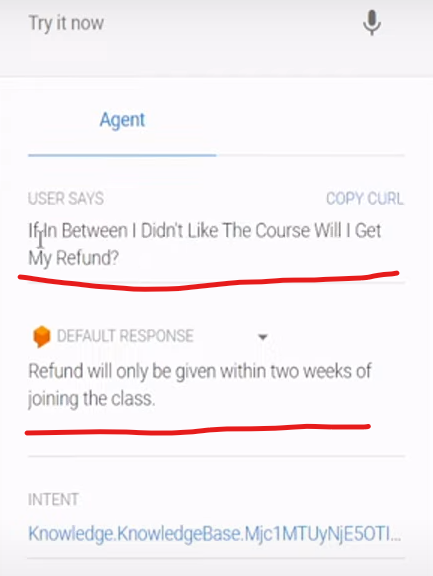 Try it now
Agent
USER SAYS COPY CURL
If In Between I Didn't Like The Course Will I Get
My Refund?
DEFAULT RESPONSE
Refund will only be given within two weeks of
joining the class.
INTENT
Knowledge.KnowledgeBase.Mjc1MTUyNjE5OTI...